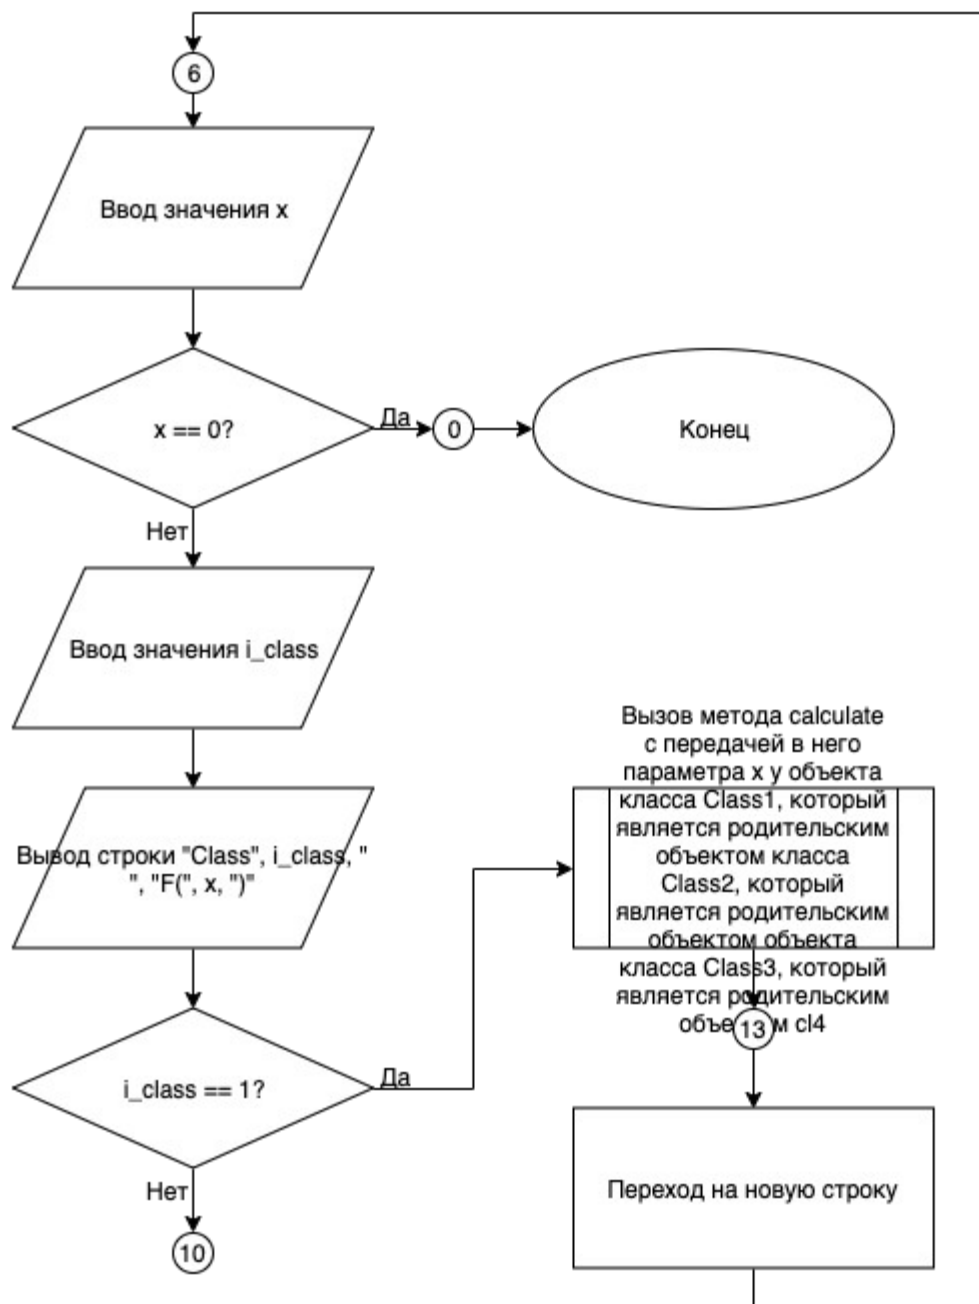 6
Ввод значения x
x == 0?
Да
0
Конец
Нет
Ввод значения i_class
Вывод строки "Class", i_class, "
", "F(", x, ")"
Вызов метода calculate
с передачей в него
параметра x у объекта
класса Class1, который
является родительским
объектом класса
Class2, который
является родительским
объектом объекта
класса Class3, который
является родительским
объектом cl4
i_class == 1?
Да
13
Нет
10
Переход на новую строку